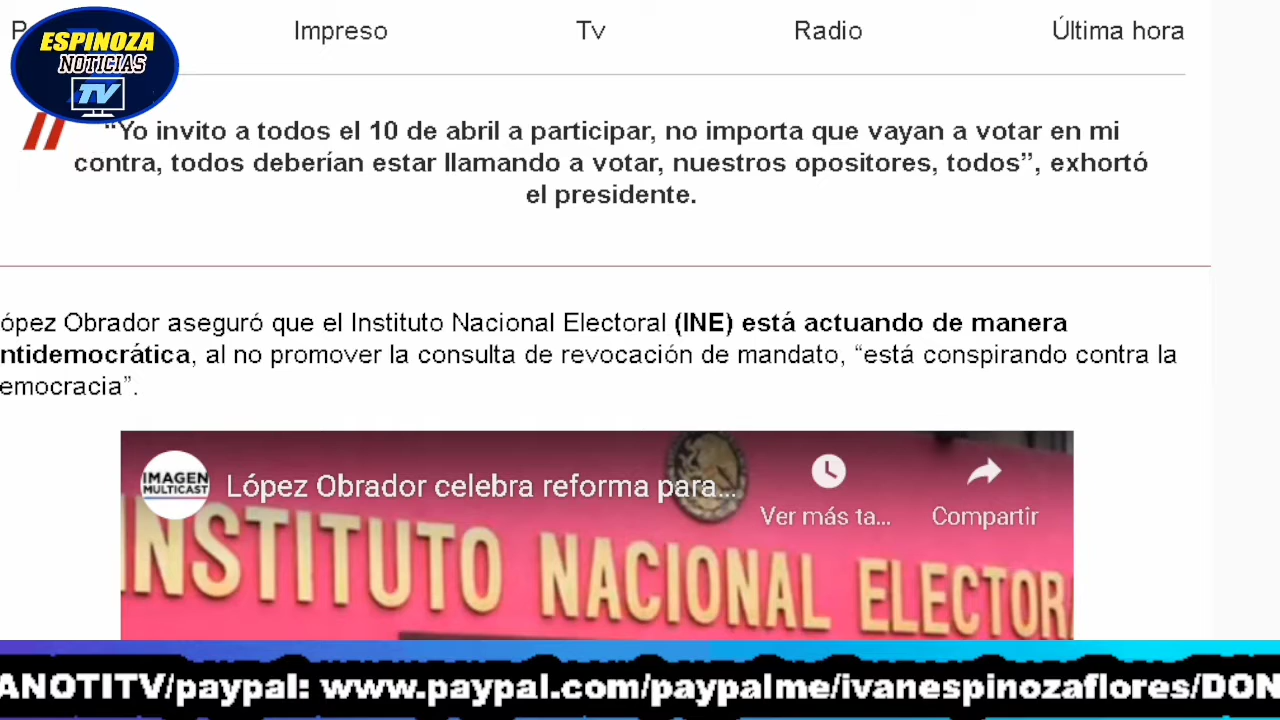 P
Impreso
Tv
Radio
Última hora
ESPINOZA
NOTICIAS
TV
“Yo invito a todos el 10 de abril a participar, no importa que vayan a votar en mi
contra, todos deberían estar llamando a votar, nuestros opositores, todos”, exhortó
el presidente.
ópez Obrador aseguró que el Instituto Nacional Electoral (INE) está actuando de manera
ntidemocrática, al no promover la consulta de revocación de mandato, “está conspirando contra la
emocracia”.
IMAGEN
MULTICAST
López Obrador celebra reforma para...
Ver más ta...
Compartir
INSTITUTO NACIONAL ELECTORA
ANOTITV/paypal: www.paypal.com/paypalme/ivanespinozaflores/DON